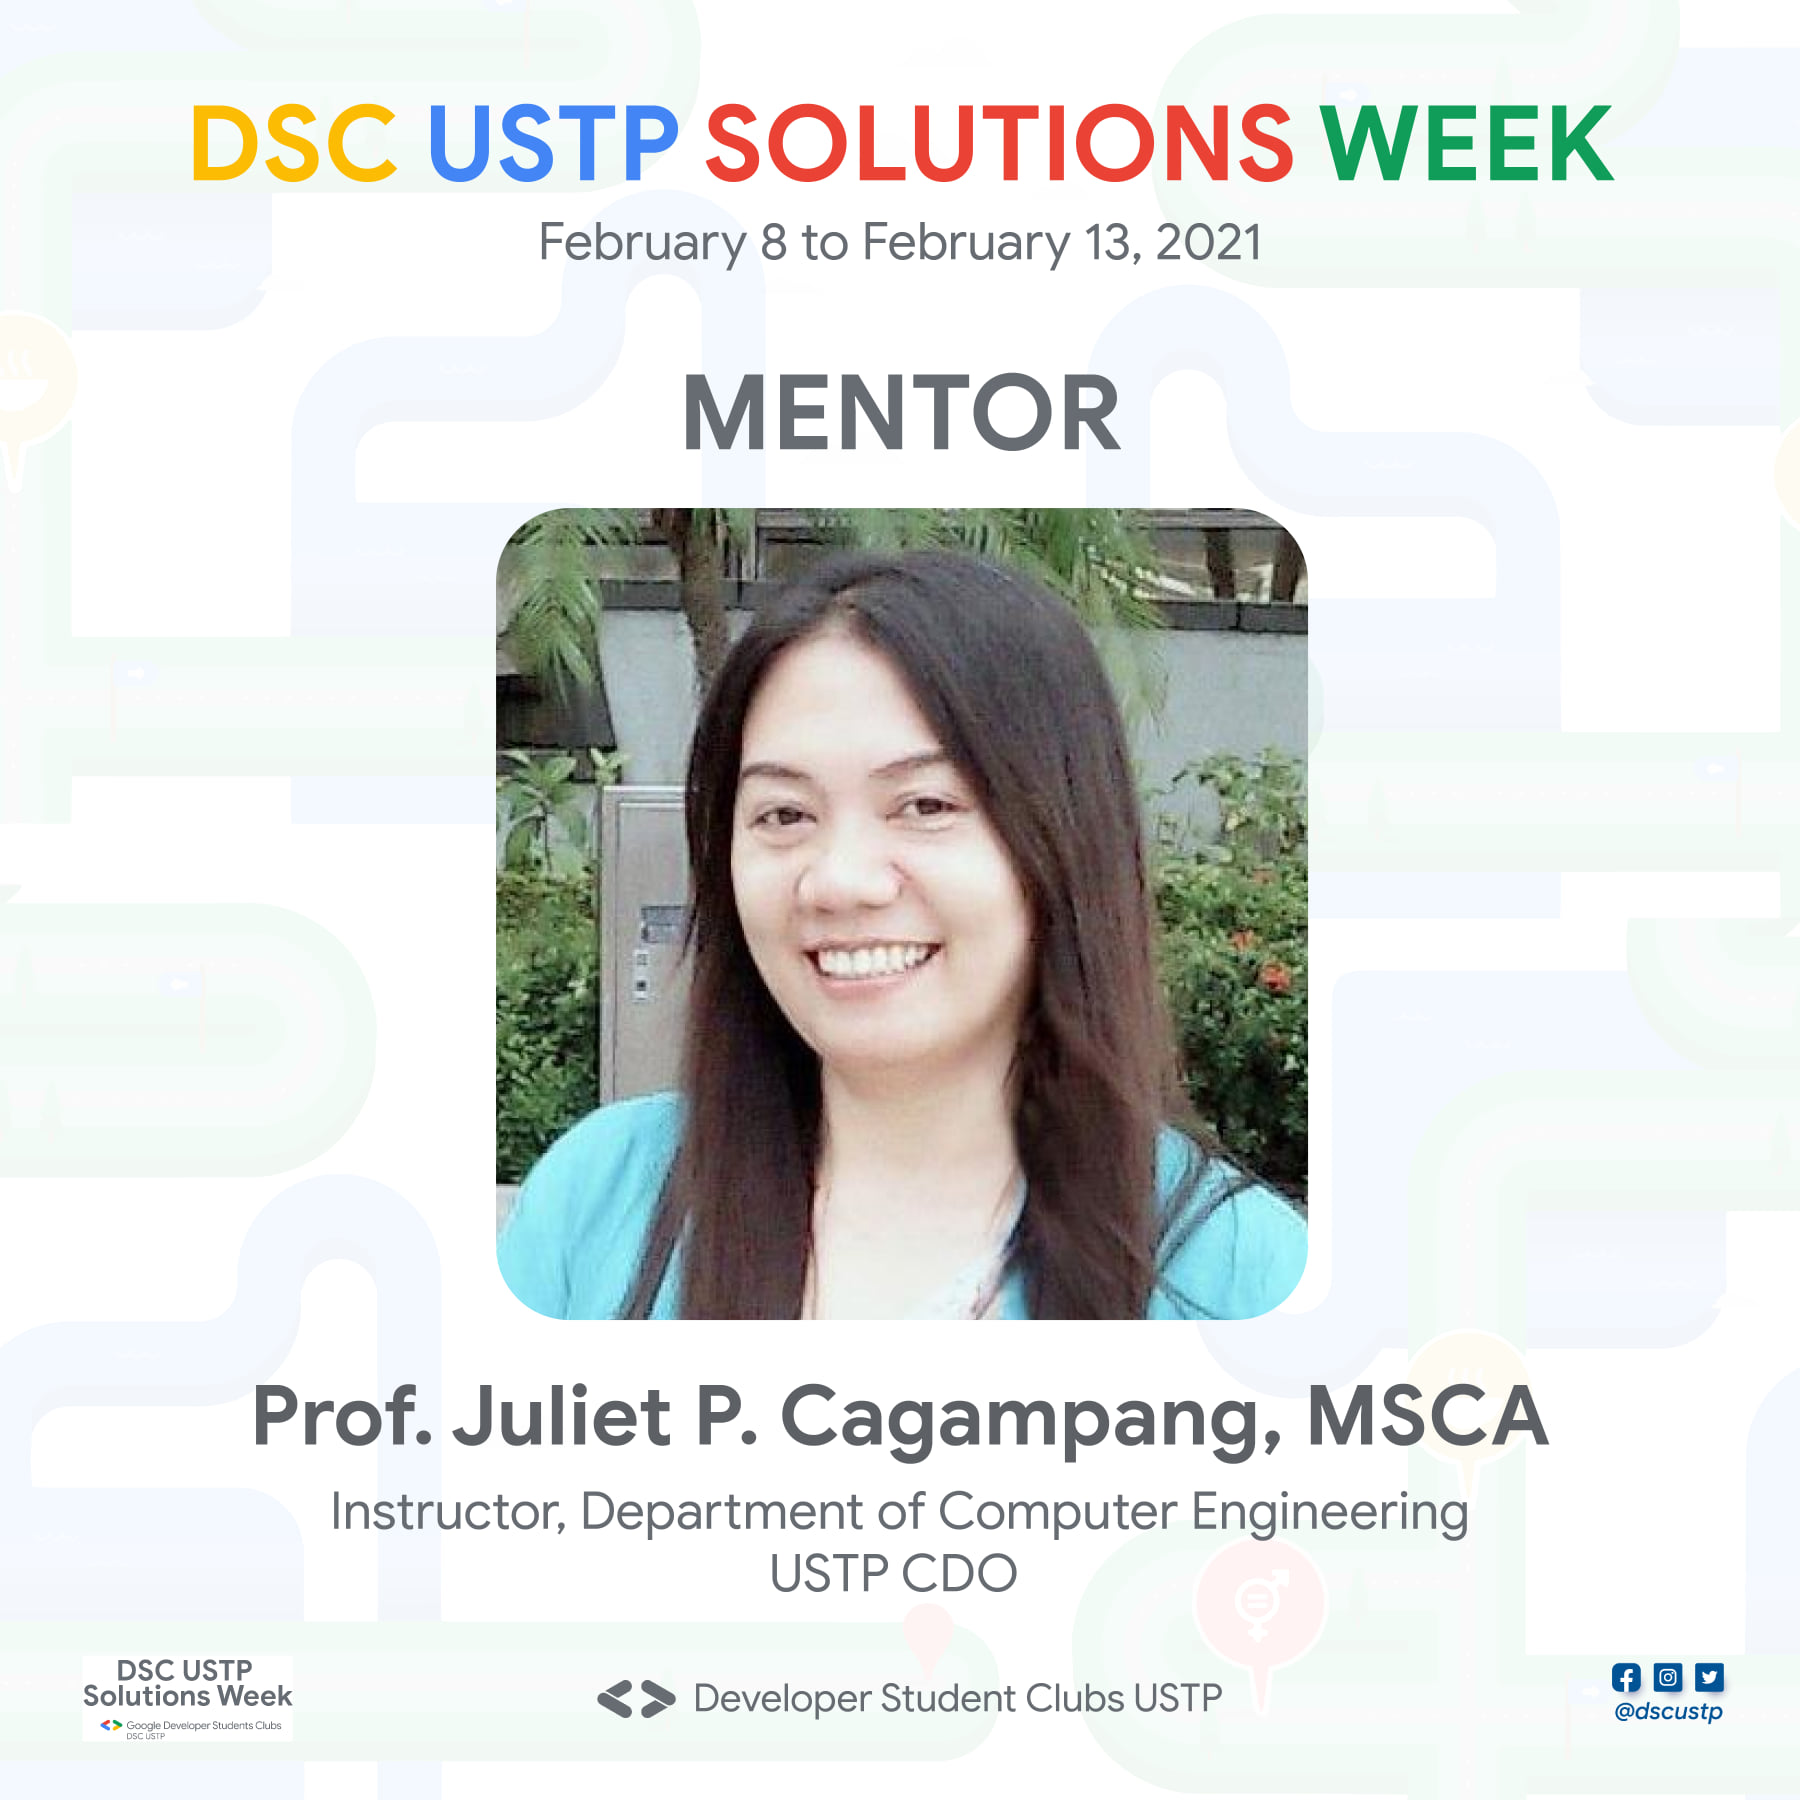 DSC USTP SOLUTIONS WEEK
February 8 to February 13, 2021
MENTOR
Prof. Juliet P. Cagampang, MSCA
Instructor, Department of Computer Engineering
USTP CDO
DSC USTP
Solutions Week
Google Developer Students Clubs
DSC USTP
Developer Student Clubs USTP
@dscustp